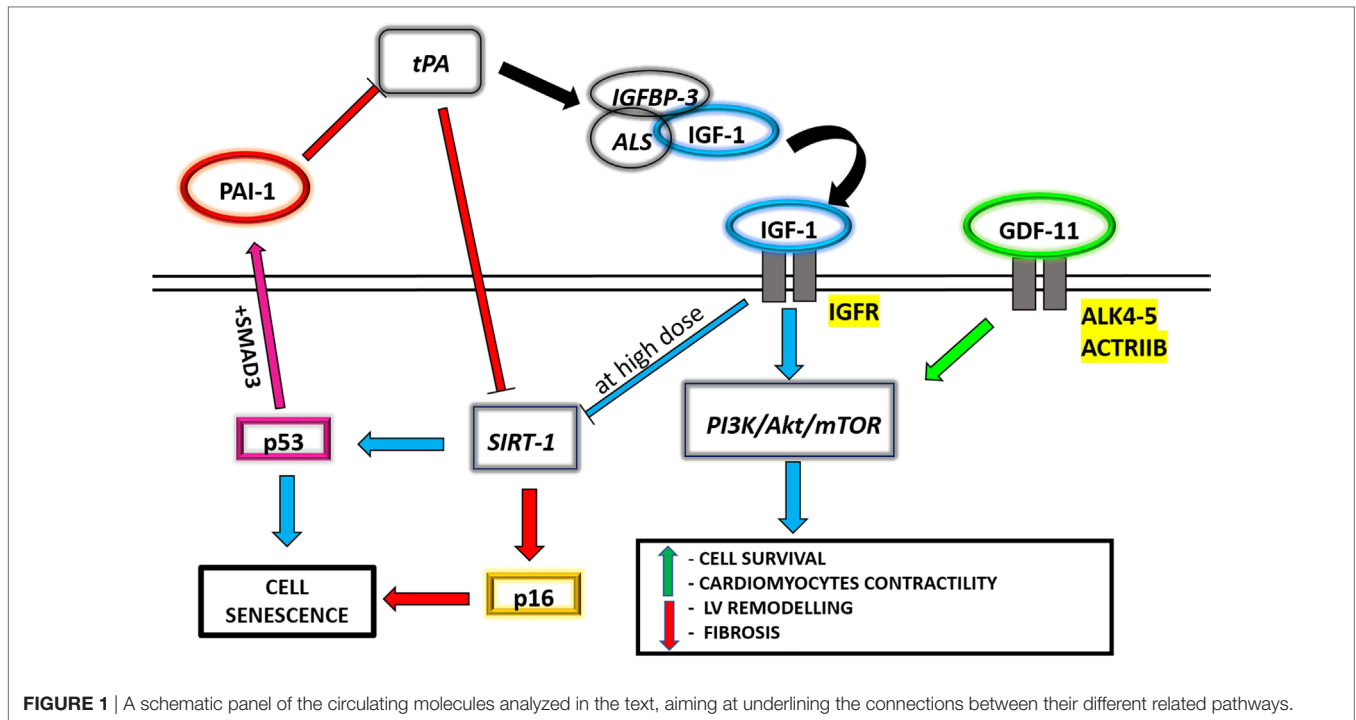 tPA
IGFBP-3
ALS
IGF-1
PAI-1
IGF-1
GDF-11
IGFR
ALK4-5
ACTRIIB
+SMAD3
at high dose
p53
SIRT-1
PI3K/Akt/mTOR
CELL
SENESCENCE
p16
- CELL SURVIVAL
- CARDIOMYOCYTES CONTRACTILITY
- LV REMODELLING
- FIBROSIS
FIGURE 1 | A schematic panel of the circulating molecules analyzed in the text, aiming at underlining the connections between their different related pathways.